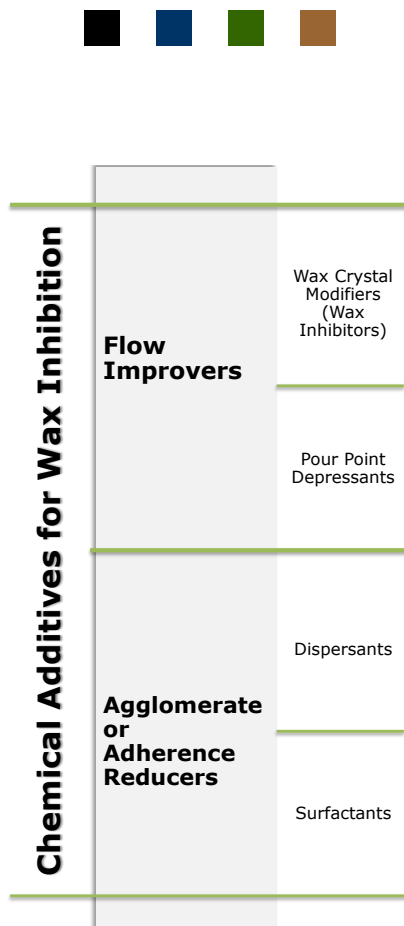 Chemical Additives for Wax Inhibition
Flow
Improvers
Wax Crystal
Modifiers
(Wax
Inhibitors)
Pour Point
Depressants
Agglomerate
or
Adherence
Reducers
Dispersants
Surfactants